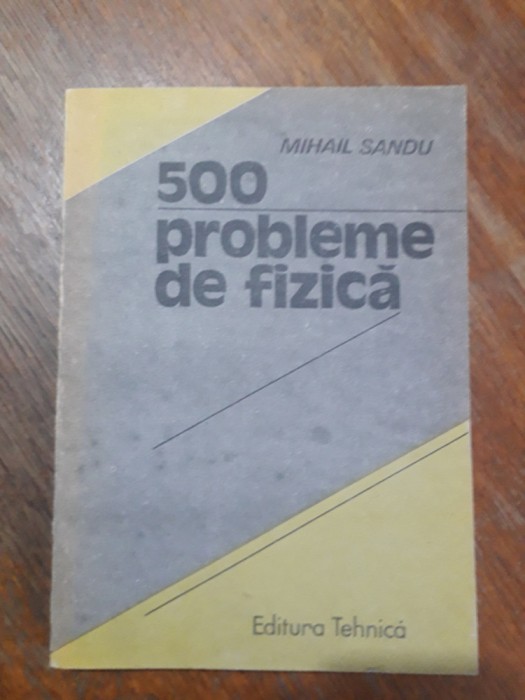 MIHAIL SANDU
500
probleme
de fizică
Editura Tehnică